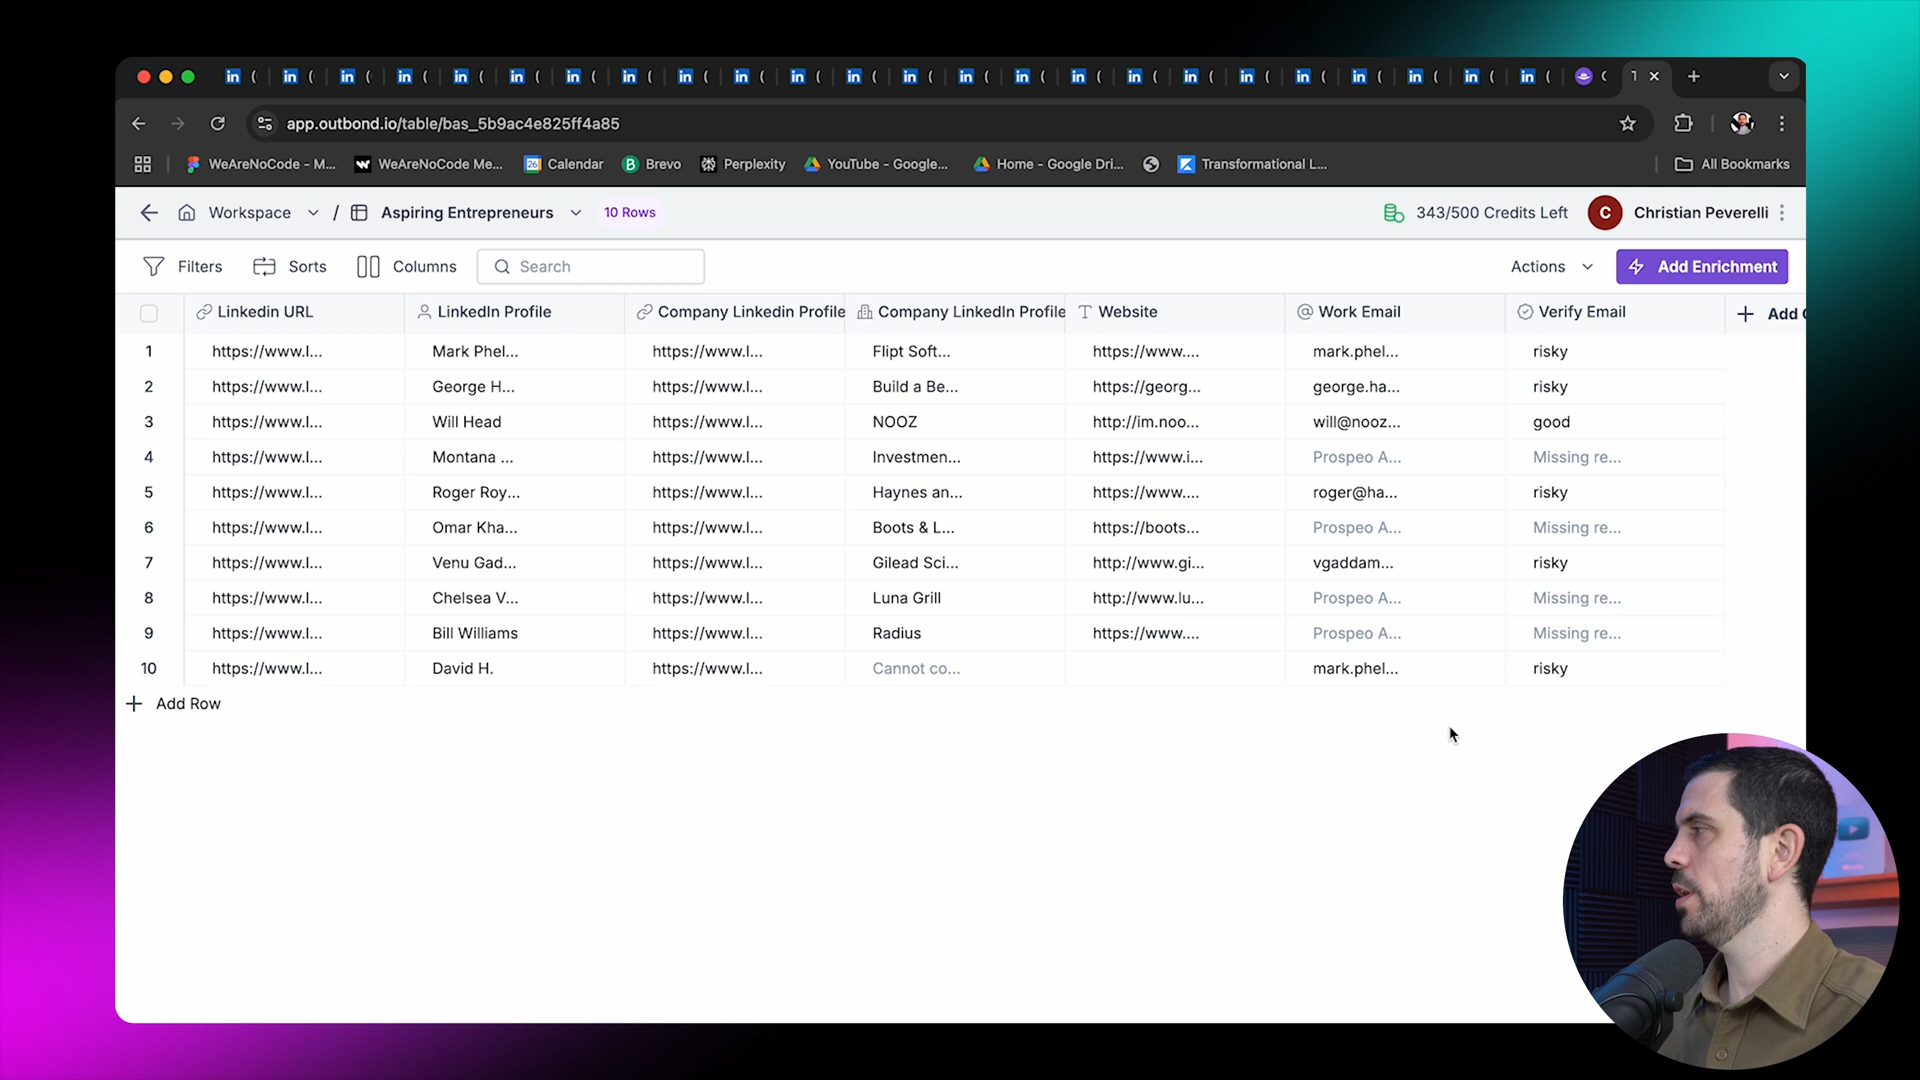 app.outbond.io/table/bas_5b9ac4e825ff4a85
WeAreNoCode - M... WeAreNoCode Me... Calendar Brevo Perplexity YouTube - Google... Home - Google Dri... Transformational L... All Bookmarks
Workspace / Aspiring Entrepreneurs 10 Rows 343/500 Credits Left C Christian Peverelli
Filters Sorts Columns Search Actions Add Enrichment
Linkedin URL LinkedIn Profile Company Linkedin Profile Company LinkedIn Profile Website Work Email Verify Email Add
1 https://www.l... Mark Phel... https://www.l... Flipt Soft... https://www.... mark.phel... risky
2 https://www.l... George H... https://www.l... Build a Be... https://georg... george.ha... risky
3 https://www.l... Will Head https://www.l... NOOZ http://im.noo... will@nooz... good
4 https://www.l... Montana ... https://www.l... Investmen... https://www.i... Prospeo A... Missing re...
5 https://www.l... Roger Roy... https://www.l... Haynes an... https://www.... roger@ha... risky
6 https://www.l... Omar Kha... https://www.l... Boots & L... https://boots... Prospeo A... Missing re...
7 https://www.l... Venu Gad... https://www.l... Gilead Sci... http://www.gi... vgaddam... risky
8 https://www.l... Chelsea V... https://www.l... Luna Grill http://www.lu... Prospeo A... Missing re...
9 https://www.l... Bill Williams https://www.l... Radius https://www.... Prospeo A... Missing re...
10 https://www.l... David H. https://www.l... Cannot co... mark.phel... risky
Add Row